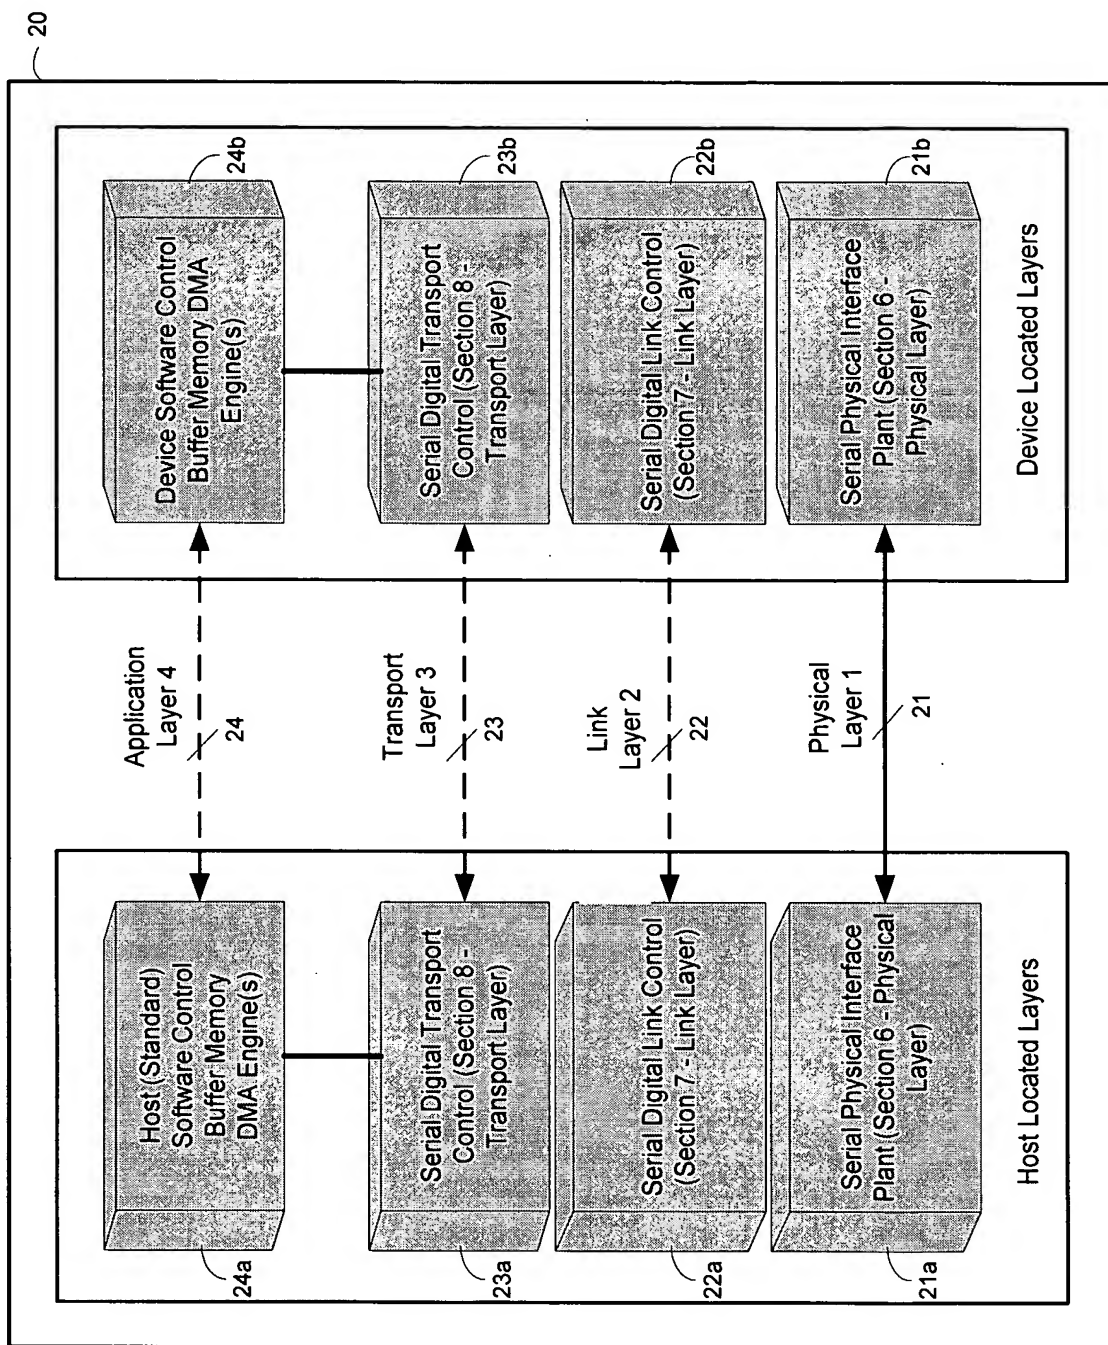 20
Host (Standard)
Software Control
Buffer Memory
DMA Engine(s)
24a
Application
Layer 4
24
Device Software Control
Buffer Memory DMA
Engine(s)
24b
Serial Digital Transport
Control (Section 8 -
Transport Layer)
23a
Transport
Layer 3
23
Serial Digital Transport
Control (Section 8 -
Transport Layer)
23b
Serial Digital Link Control
(Section 7 - Link Layer)
22a
Link
Layer 2
22
Serial Digital Link Control
(Section 7 - Link Layer)
22b
Serial Physical Interface
Plant (Section 6 - Physical
Layer)
21a
Physical
Layer 1
21
Serial Physical Interface
Plant (Section 6 -
Physical Layer)
21b
Host Located Layers
Device Located Layers